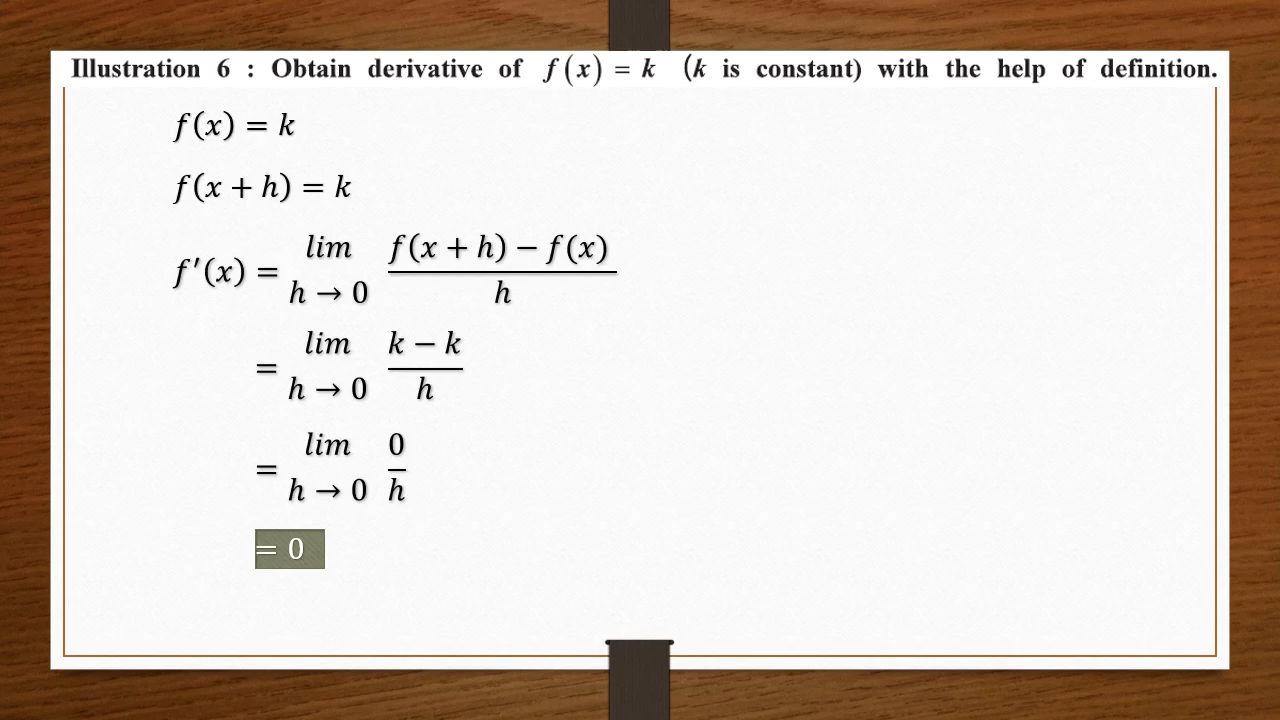 Illustration 6 : Obtain derivative of f(x) = k (k is constant) with the help of definition.
f(x) = k
f(x + h) = k
f′(x) = lim h → 0 f(x + h) − f(x) / h
= lim h → 0 k − k / h
= lim h → 0 0 / h
= 0